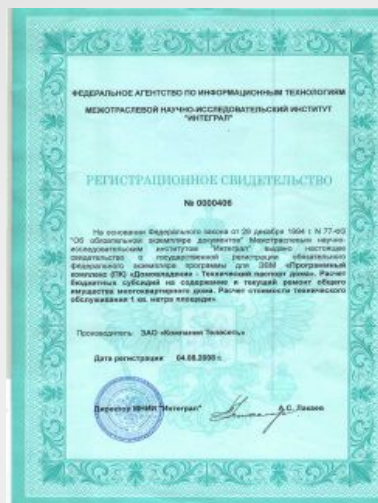 ФЕДЕРАЛЬНОЕ АГЕНТСТВО ПО ИНФОРМАЦИОННЫМ ТЕХНОЛОГИЯМ
МЕЖОТРАСЛЕВОЙ НАУЧНО-ИССЛЕДОВАТЕЛЬСКИЙ ИНСТИТУТ
"ИНТЕГРАЛ"
РЕГИСТРАЦИОННОЕ СВИДЕТЕЛЬСТВО
№ 0000406
На основании Федерального закона от 29 декабря 1994 г. N 77-ФЗ
"Об обязательном экземпляре документов" Межотраслевым научно-
исследовательским институтом "Интеграл" выдано настоящее
свидетельство о государственной регистрации обязательного
федерального экземпляра программы для ЭВМ «Программный
комплекс (ПК) «Домовладение - Технический паспорт дома». Расчет
бюджетных субсидий на содержание и текущий ремонт общего
имущества многоквартирного дома. Расчет стоимости технического
обслуживания 1 кв. метра площади»
Производитель: ЗАО «Компания Телесеть»
Дата регистрации 04.08.2008 г.
Директор МНИИ "Интеграл" А.С. Лакаев